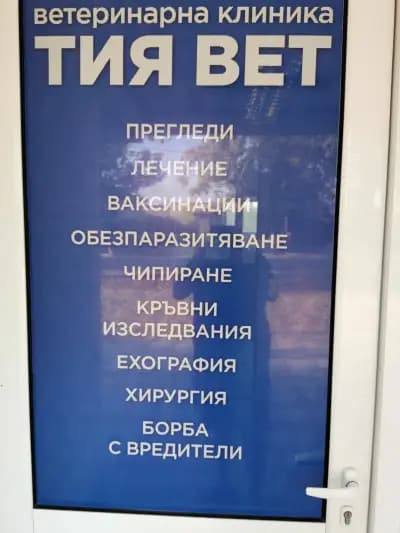 ветеринарна клиника
ТИЯ ВЕТ
ПРЕГЛЕДИ
ЛЕЧЕНИЕ
ВАКСИНАЦИИ
ОБЕЗПАРАЗИТЯВАНЕ
ЧИПИРАНЕ
КРЪВНИ
ИЗСЛЕДВАНИЯ
ЕХОГРАФИЯ
ХИРУРГИЯ
БОРБА
С ВРЕДИТЕЛИ